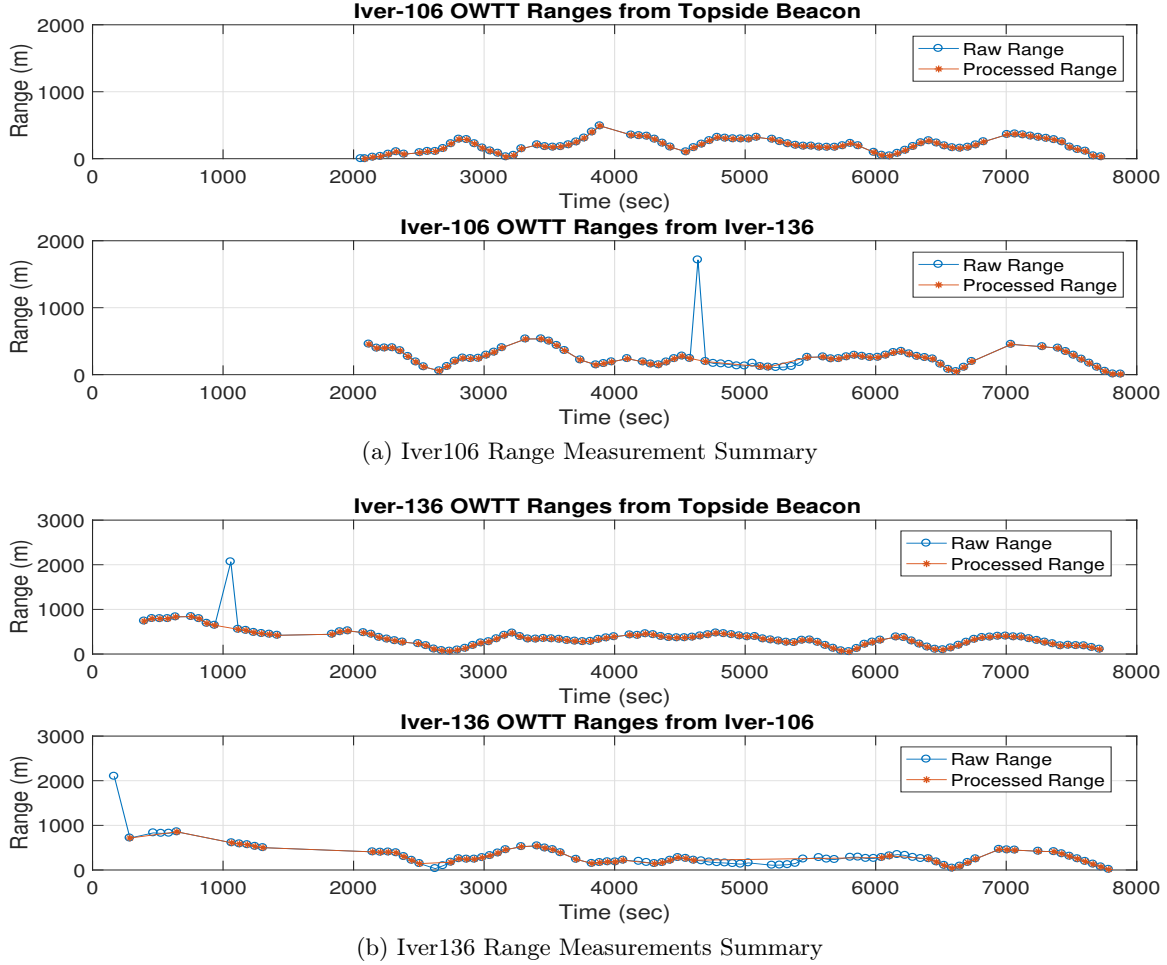 Iver-106 OWTT Ranges from Topside Beacon
2000
1000
0
Range (m)
Raw Range
Processed Range
0 1000 2000 3000 4000 5000 6000 7000 8000
Time (sec)
Iver-106 OWTT Ranges from Iver-136
2000
1000
0
Range (m)
Raw Range
Processed Range
0 1000 2000 3000 4000 5000 6000 7000 8000
Time (sec)
(a) Iver106 Range Measurement Summary
Iver-136 OWTT Ranges from Topside Beacon
3000
2000
1000
0
Range (m)
Raw Range
Processed Range
0 1000 2000 3000 4000 5000 6000 7000 8000
Time (sec)
Iver-136 OWTT Ranges from Iver-106
3000
2000
1000
0
Range (m)
Raw Range
Processed Range
0 1000 2000 3000 4000 5000 6000 7000 8000
Time (sec)
(b) Iver136 Range Measurements Summary